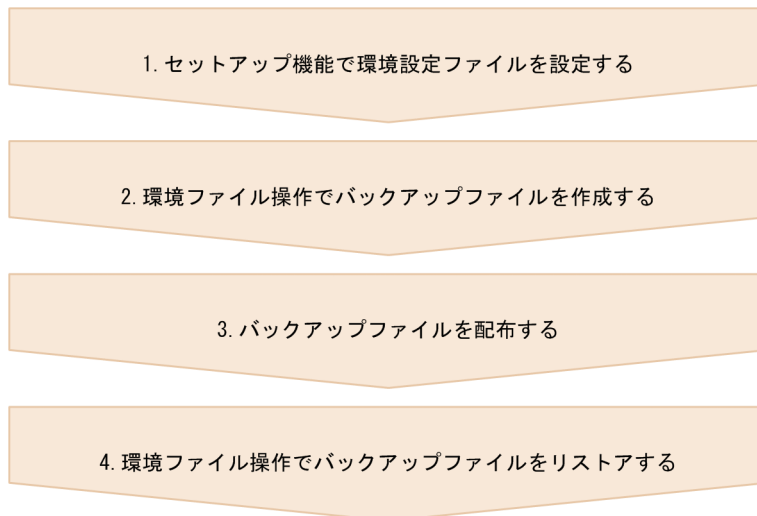 1. セットアップ機能で環境設定ファイルを設定する
2. 環境ファイル操作でバックアップファイルを作成する
3. バックアップファイルを配布する
4. 環境ファイル操作でバックアップファイルをリストアする